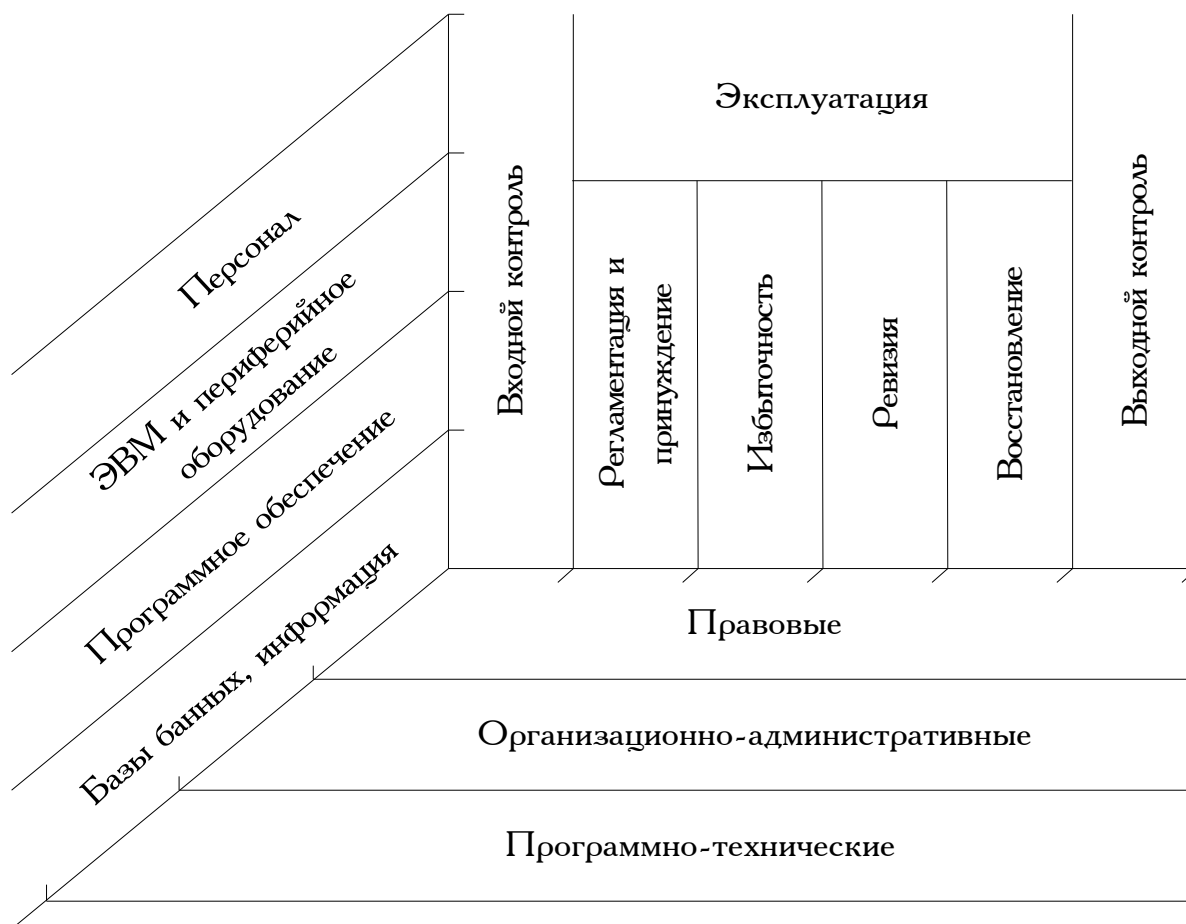 Эксплуатация
Входной контроль
Регламентация и
принуждение
Избыточность
Ревизия
Восстановление
Выходной контроль
Персонал
ЭВМ и периферийное
оборудование
Программное обеспечение
Базы банных, информация
Правовые
Организационно-административные
Программно-технические